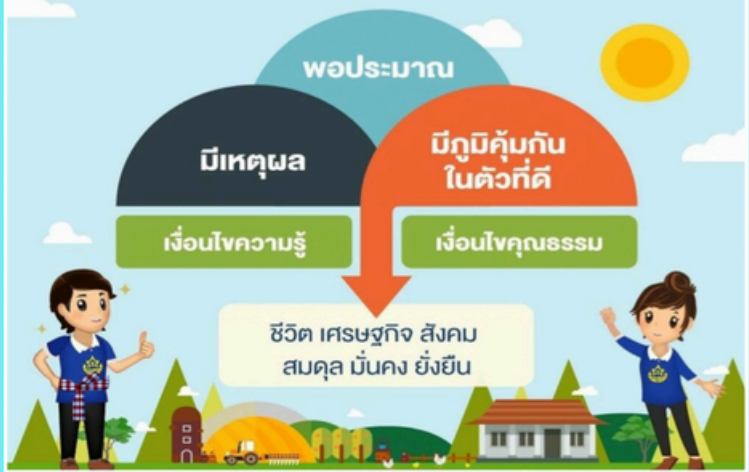 พอประมาณ
มีเหตุผล
มีภูมิคุ้มกัน
ในตัวที่ดี
เงื่อนไขความรู้
เงื่อนไขคุณธรรม
ชีวิต เศรษฐกิจ สังคม
สมดุล มั่นคง ยั่งยืน